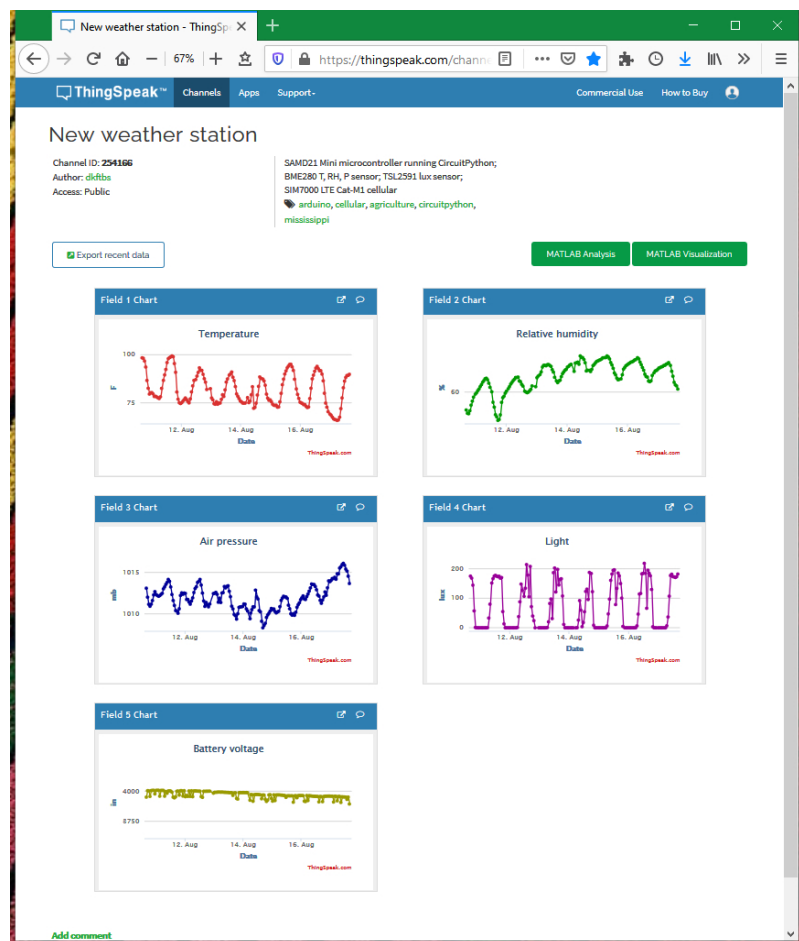 New weather station - ThingSp
67%
https://thingspeak.com/channe
ThingSpeak™ Channels Apps Support- Commercial Use How to Buy
New weather station
Channel ID: 254166
Author: dkftbs
Access: Public
SAMD21 Mini microcontroller running CircuitPython;
BME280 T, RH, P sensor; TSL2591 lux sensor;
SIM7000 LTE Cat-M1 cellular
arduino, cellular, agriculture, circuitpython,
mississippi
Export recent data
MATLAB Analysis MATLAB Visualization
Field 1 Chart
Temperature
100
75
F
12. Aug 14. Aug 16. Aug
Date
ThingSpeak.com
Field 2 Chart
Relative humidity
%
60
12. Aug 14. Aug 16. Aug
Date
ThingSpeak.com
Field 3 Chart
Air pressure
1015
mb
1010
12. Aug 14. Aug 16. Aug
Date
ThingSpeak.com
Field 4 Chart
Light
200
lux
100
0
12. Aug 14. Aug 16. Aug
Date
ThingSpeak.com
Field 5 Chart
Battery voltage
4000
in
3750
12. Aug 14. Aug 16. Aug
Date
ThingSpeak.com
Add comment